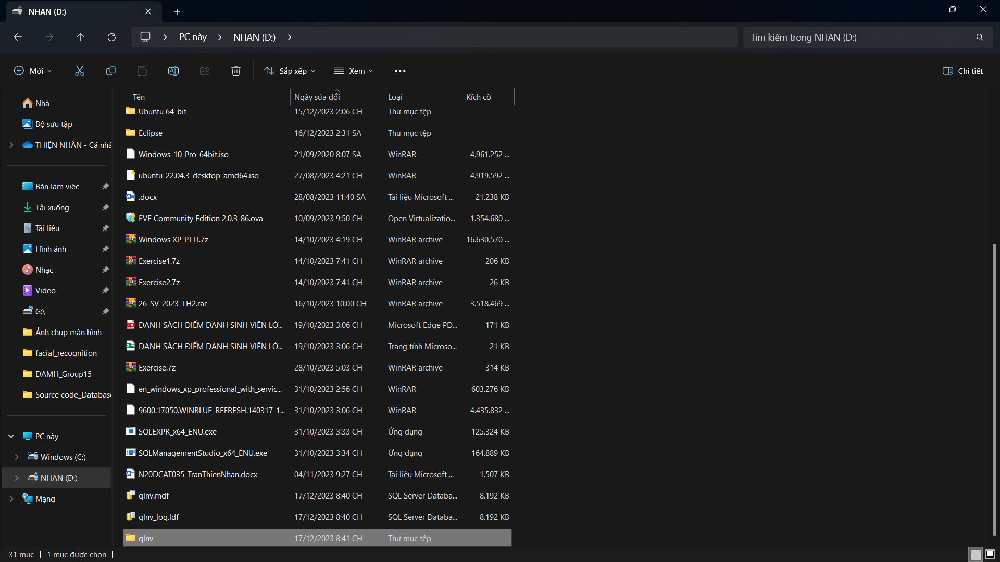 NHAN (D:)
PC này NHAN (D:)
Tìm kiếm trong NHAN (D:)
Mới Sắp xếp Xem Chi tiết
Nhà
Bộ sưu tập
THIỆN NHÂN - Cá nhâ
Bàn làm việc
Tải xuống
Tài liệu
Hình ảnh
Nhạc
Video
G:\
Ảnh chụp màn hình
facial_recognition
DAMH_Group15
Source code_Database
PC này
Windows (C:)
NHAN (D:)
Mạng
Tên Ngày sửa đổi Loại Kích cỡ
Ubuntu 64-bit 15/12/2023 2:06 CH Thư mục tệp
Eclipse 16/12/2023 2:31 SA Thư mục tệp
Windows-10_Pro-64bit.iso 21/09/2020 8:07 SA WinRAR 4.961.252 ...
ubuntu-22.04.3-desktop-amd64.iso 27/08/2023 4:21 CH WinRAR 4.919.592 ...
.docx 28/08/2023 11:40 SA Tài liệu Microsoft ... 21.238 KB
EVE Community Edition 2.0.3-86.ova 10/09/2023 9:50 CH Open Virtualizatio... 1.354.680 ...
Windows XP-PTTI.7z 14/10/2023 4:19 CH WinRAR archive 16.630.570 ...
Exercise1.7z 14/10/2023 7:41 CH WinRAR archive 206 KB
Exercise2.7z 14/10/2023 7:41 CH WinRAR archive 26 KB
26-SV-2023-TH2.rar 16/10/2023 10:00 CH WinRAR archive 3.518.469 ...
DANH SÁCH ĐIỂM DANH SINH VIÊN LỚ... 19/10/2023 3:06 CH Microsoft Edge PD... 171 KB
DANH SÁCH ĐIỂM DANH SINH VIÊN LỚ... 19/10/2023 3:06 CH Trang tính Microso... 21 KB
Exercise.7z 28/10/2023 5:03 CH WinRAR archive 314 KB
en_windows_xp_professional_with_servic... 31/10/2023 2:56 CH WinRAR 603.276 KB
9600.17050.WINBLUE_REFRESH.140317-1... 31/10/2023 3:06 CH WinRAR 4.435.832 ...
SQLEXPR_x64_ENU.exe 31/10/2023 3:33 CH Ứng dụng 125.324 KB
SQLManagementStudio_x64_ENU.exe 31/10/2023 3:34 CH Ứng dụng 164.889 KB
N20DCAT035_TranThienNhan.docx 04/11/2023 9:27 CH Tài liệu Microsoft ... 1.507 KB
qlnv.mdf 17/12/2023 8:40 CH SQL Server Databa... 8.192 KB
qlnv_log.ldf 17/12/2023 8:40 CH SQL Server Databa... 8.192 KB
qlnv 17/12/2023 8:41 CH Thư mục tệp
31 mục 1 mục được chọn